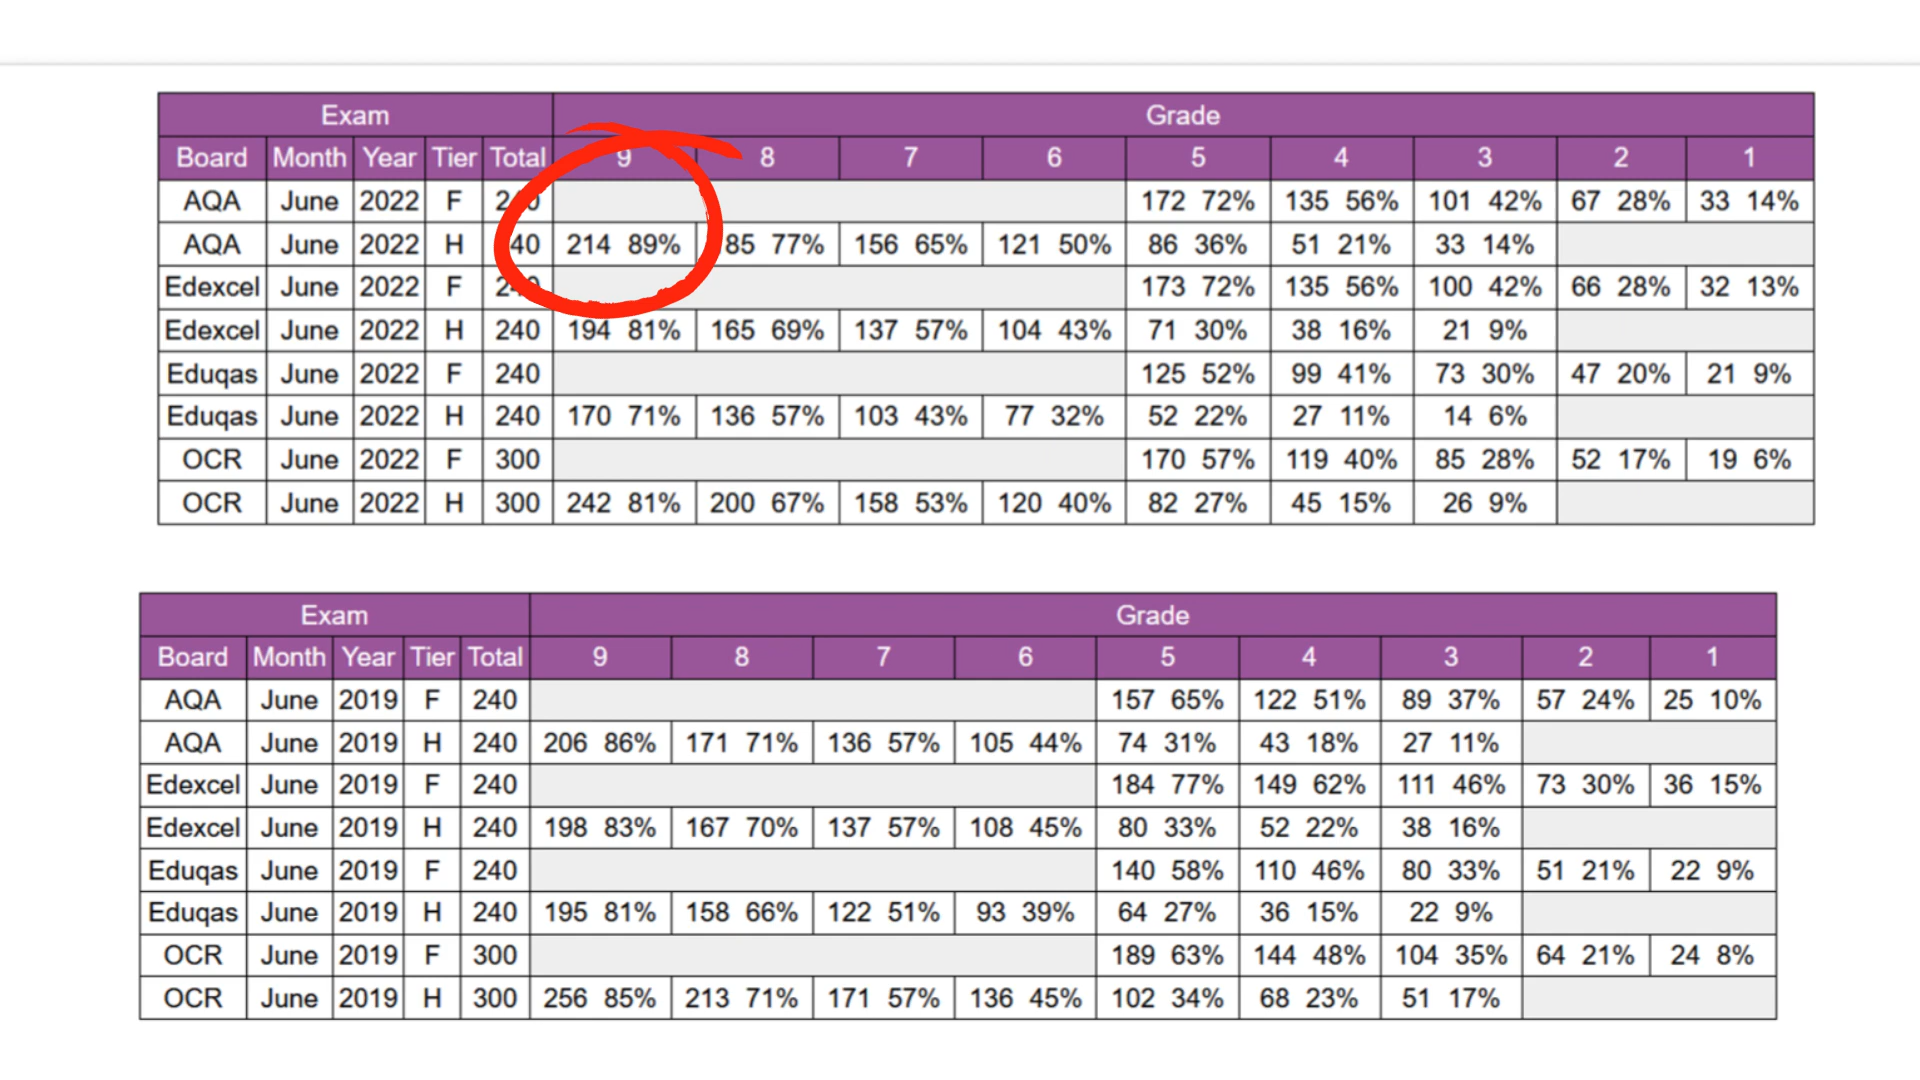 Exam Grade
Board Month Year Tier Total 9 8 7 6 5 4 3 2 1
AQA June 2022 F 240 172 72% 135 56% 101 42% 67 28% 33 14%
AQA June 2022 H 40 214 89% 85 77% 156 65% 121 50% 86 36% 51 21% 33 14%
Edexcel June 2022 F 240 173 72% 135 56% 100 42% 66 28% 32 13%
Edexcel June 2022 H 240 194 81% 165 69% 137 57% 104 43% 71 30% 38 16% 21 9%
Eduqas June 2022 F 240 125 52% 99 41% 73 30% 47 20% 21 9%
Eduqas June 2022 H 240 170 71% 136 57% 103 43% 77 32% 52 22% 27 11% 14 6%
OCR June 2022 F 300 170 57% 119 40% 85 28% 52 17% 19 6%
OCR June 2022 H 300 242 81% 200 67% 158 53% 120 40% 82 27% 45 15% 26 9%
Exam Grade
Board Month Year Tier Total 9 8 7 6 5 4 3 2 1
AQA June 2019 F 240 157 65% 122 51% 89 37% 57 24% 25 10%
AQA June 2019 H 240 206 86% 171 71% 136 57% 105 44% 74 31% 43 18% 27 11%
Edexcel June 2019 F 240 184 77% 149 62% 111 46% 73 30% 36 15%
Edexcel June 2019 H 240 198 83% 167 70% 137 57% 108 45% 80 33% 52 22% 38 16%
Eduqas June 2019 F 240 140 58% 110 46% 80 33% 51 21% 22 9%
Eduqas June 2019 H 240 195 81% 158 66% 122 51% 93 39% 64 27% 36 15% 22 9%
OCR June 2019 F 300 189 63% 144 48% 104 35% 64 21% 24 8%
OCR June 2019 H 300 256 85% 213 71% 171 57% 136 45% 102 34% 68 23% 51 17%